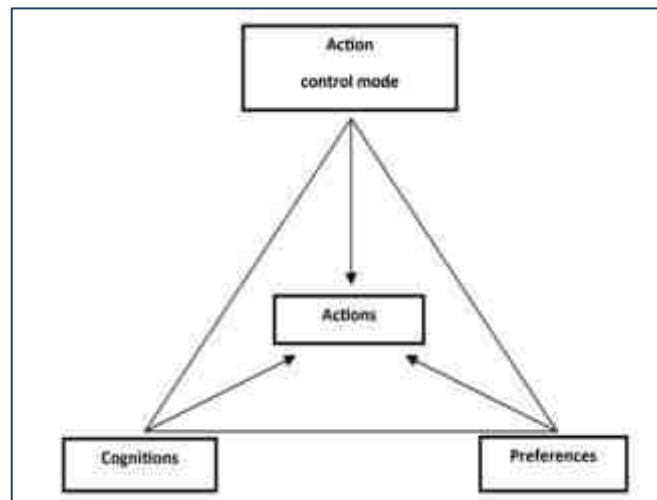 Action
control mode
Actions
Cognitions
Preferences